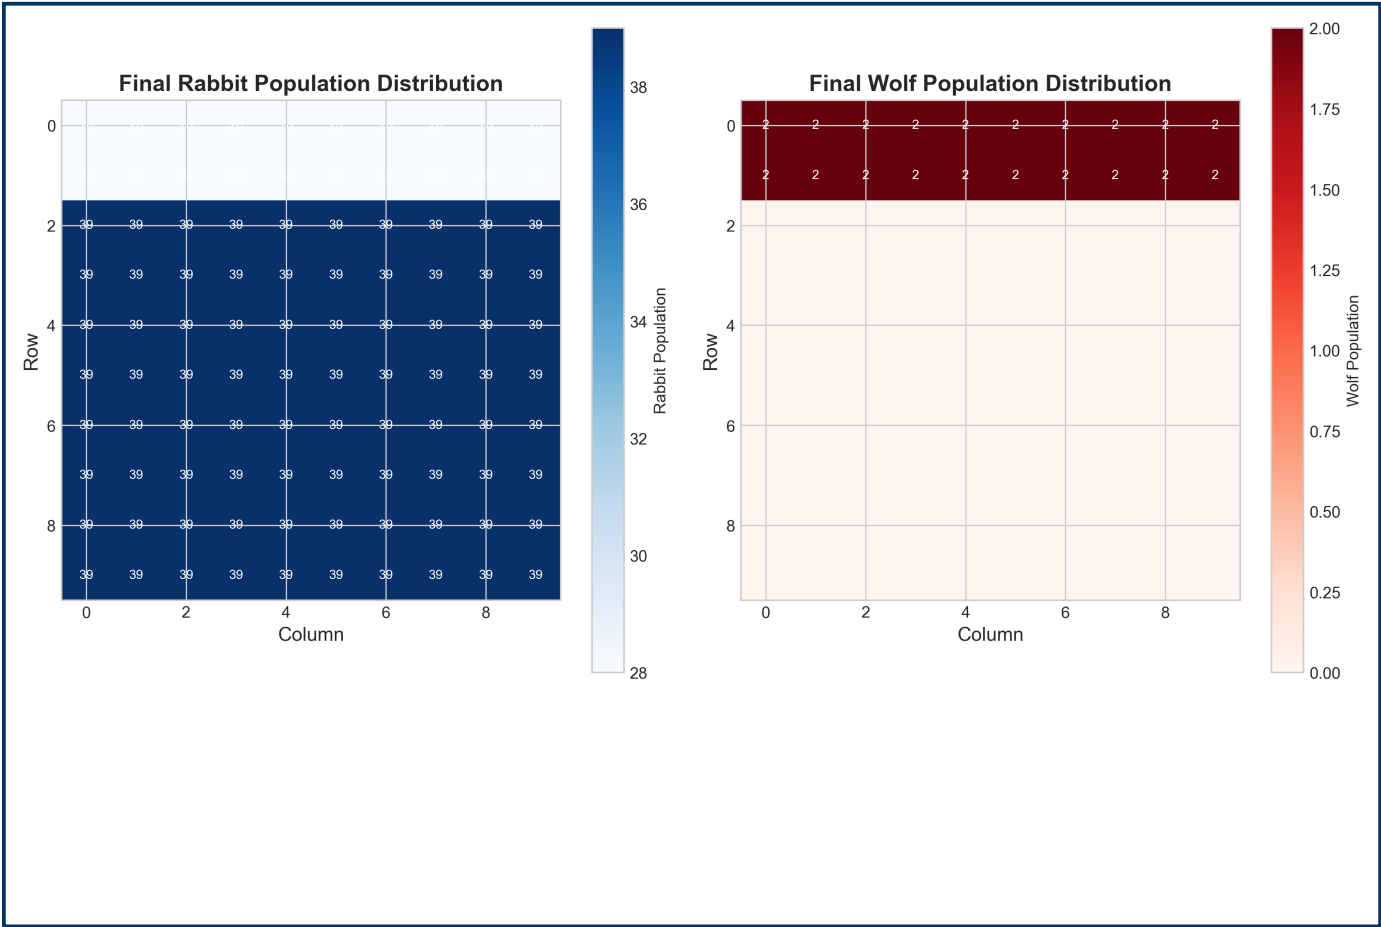 Final Rabbit Population Distribution
0
2 39 39 39 39 39 39 39 39 39 39
39 39 39 39 39 39 39 39 39 39
4 39 39 39 39 39 39 39 39 39 39
39 39 39 39 39 39 39 39 39 39
6 39 39 39 39 39 39 39 39 39 39
39 39 39 39 39 39 39 39 39 39
8 39 39 39 39 39 39 39 39 39 39
39 39 39 39 39 39 39 39 39 39
0 2 4 6 8
Column
Row
38
36
34
32
30
28
Rabbit Population
Final Wolf Population Distribution
0 2 2 2 2 2 2 2 2 2 2
2 2 2 2 2 2 2 2 2 2
2
4
6
8
0 2 4 6 8
Column
Row
2.00
1.75
1.50
1.25
1.00
0.75
0.50
0.25
0.00
Wolf Population